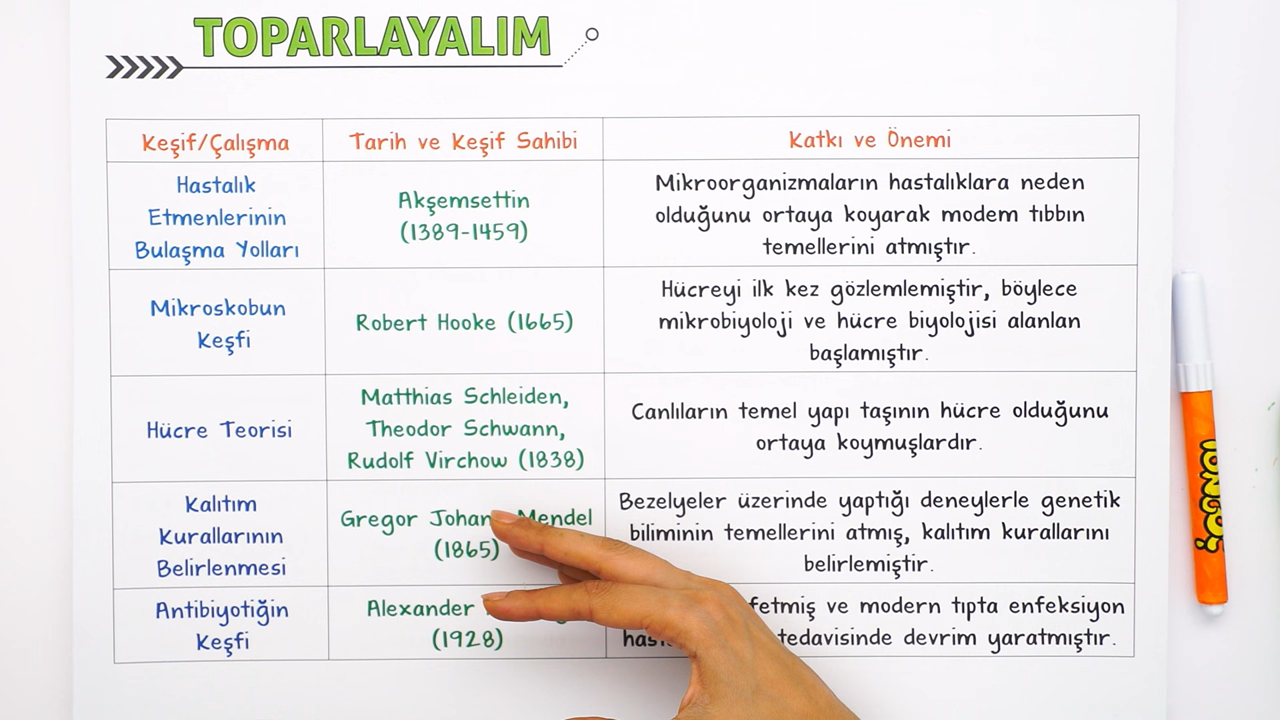 TOPARLAYALIM
Keşif/Çalışma
Tarih ve Keşif Sahibi
Katkı ve Önemi
Hastalık
Etmenlerinin
Bulaşma Yolları
Akşemsettin
(1389-1459)
Mikroorganizmaların hastalıklara neden
olduğunu ortaya koyarak modem tıbbın
temellerini atmıştır.
Mikroskobun
Keşfi
Robert Hooke (1665)
Hücreyi ilk kez gözlemlemiştir, böylece
mikrobiyoloji ve hücre biyolojisi alanlan
başlamıştır.
Hücre Teorisi
Matthias Schleiden,
Theodor Schwann,
Rudolf Virchow (1838)
Canlıların temel yapı taşının hücre olduğunu
ortaya koymuşlardır.
Kalıtım
Kurallarının
Belirlenmesi
Gregor Mendel
(1865)
Bezelyeler üzerinde yaptığı deneylerle genetik
biliminin temellerini atmış, kalıtım kurallarını
belirlemiştir.
Antibiyotiğin
Keşfi
Alexander
(1928)
ve modern tıpta enfeksiyon
tedavisinde devrim yaratmıştır.